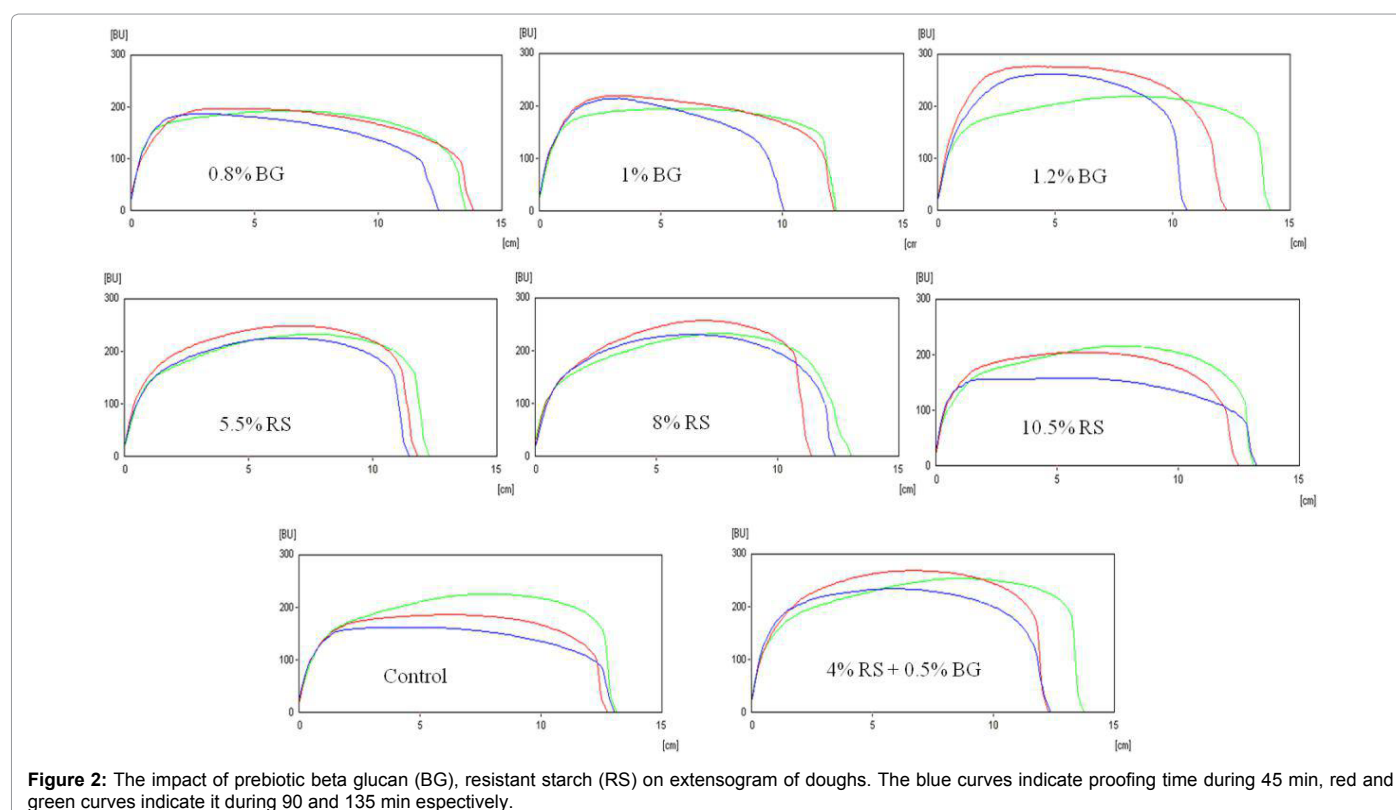 [BU]
300
200
100
0
0.8% BG
0 5 10 15
[cm]
[BU]
300
200
100
0
1% BG
0 5 10 15
[cm
[BU]
300
200
100
0
1.2% BG
0 5 10 15
[cm]
[BU]
300
200
100
0
5.5% RS
0 5 10 15
[cm]
[BU]
300
200
100
0
8% RS
0 5 10 15
[cm]
[BU]
300
200
100
0
10.5% RS
0 5 10 15
[cm]
[BU]
300
200
100
0
Control
0 5 10 15
[cm]
[BU]
300
200
100
0
4% RS + 0.5% BG
0 5 10 15
[cm]
Figure 2: The impact of prebiotic beta glucan (BG), resistant starch (RS) on extensogram of doughs. The blue curves indicate proofing time during 45 min, red and
green curves indicate it during 90 and 135 min espectively.